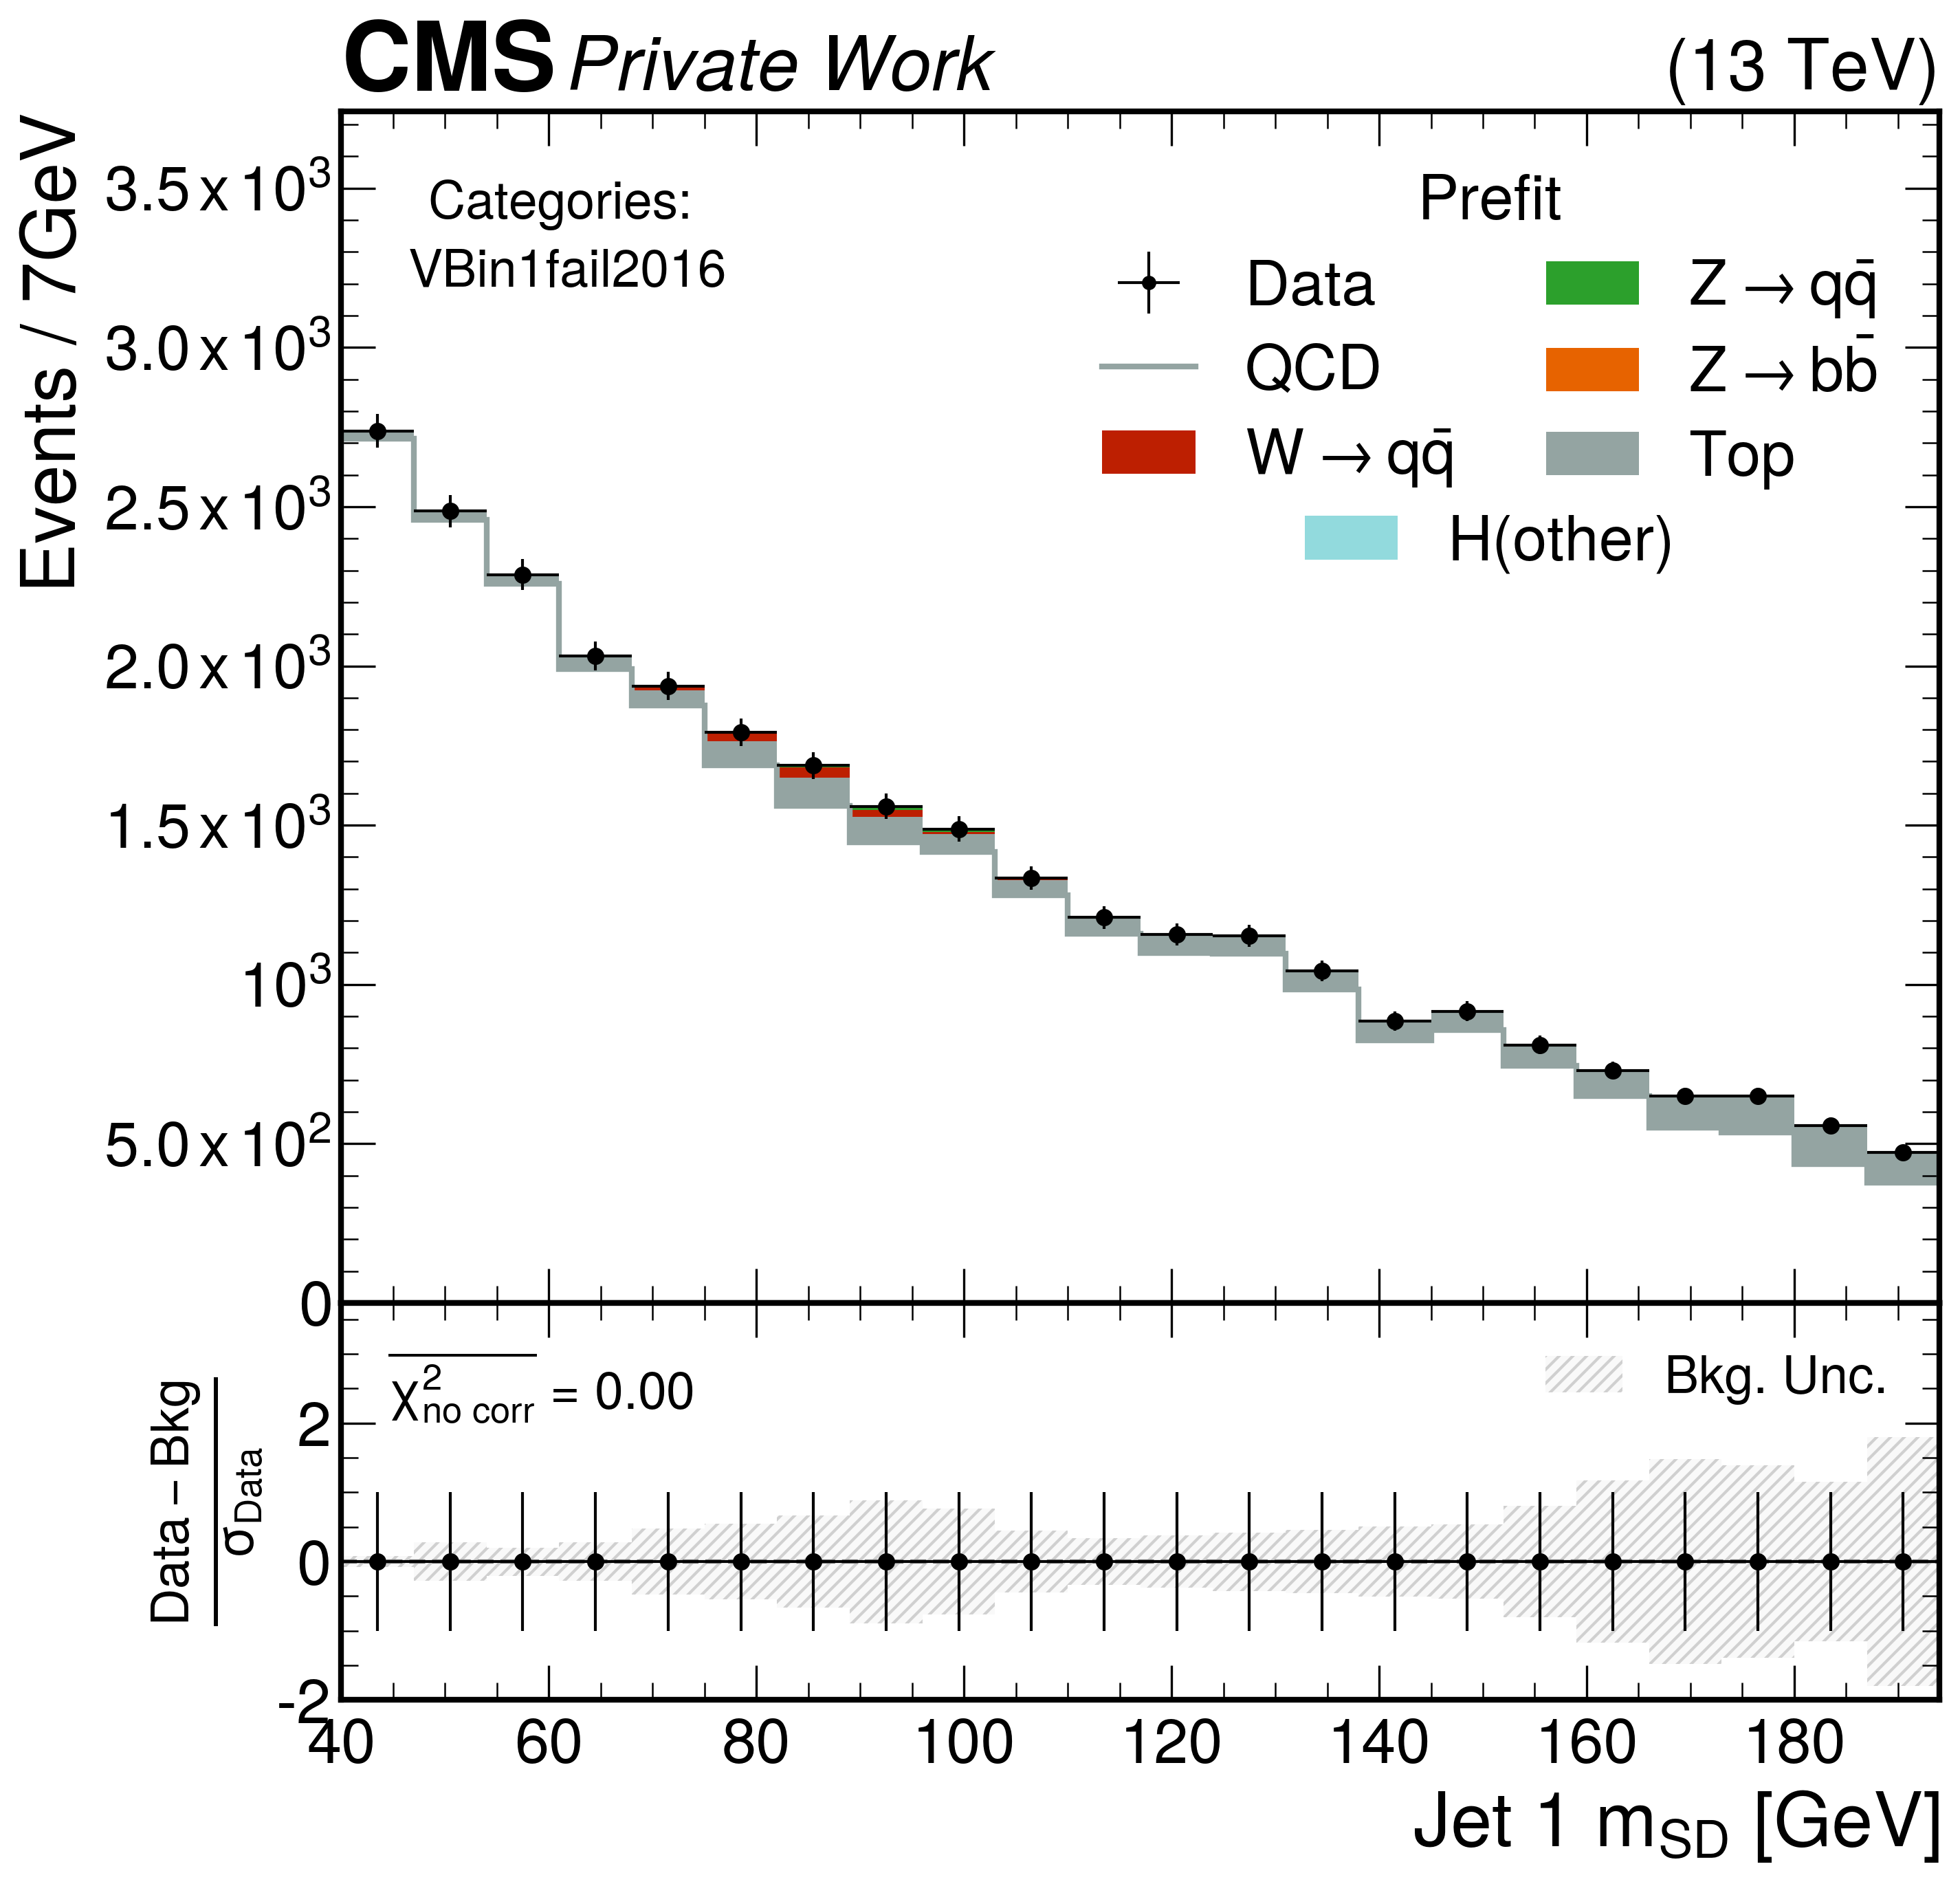 CMS Private Work (13 TeV)
Events / 7GeV
3.5 x 10³
3.0 x 10³
2.5 x 10³
2.0 x 10³
1.5 x 10³
10³
5.0 x 10²
0
Categories:
VBin1fail2016
Prefit
Data
QCD
W → qq̄
Z → qq̄
Z → bb̄
Top
H(other)
Data – Bkg
σData
2
0
-2
χ²no corr = 0.00
Bkg. Unc.
40 60 80 100 120 140 160 180
Jet 1 mSD [GeV]